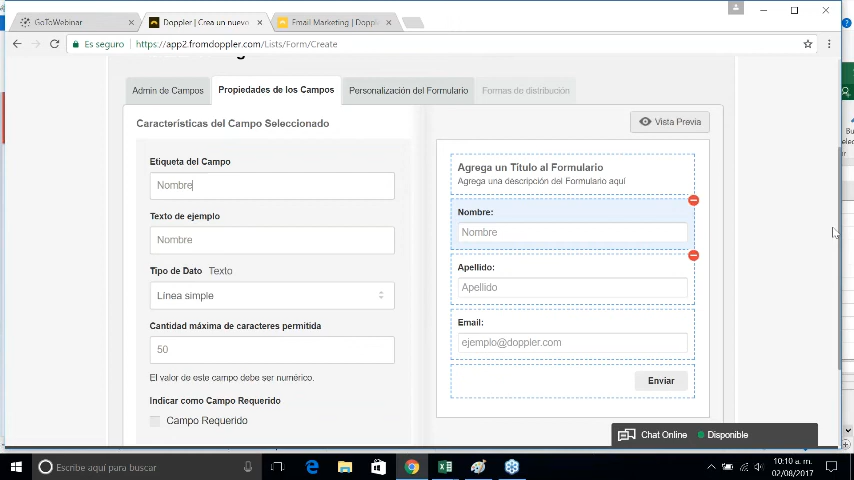 GoToWebinar
Doppler | Crea un nuevo
Email Marketing | Dopple
Es seguro
https://app2.fromdoppler.com/Lists/Form/Create
Admin de Campos
Propiedades de los Campos
Personalización del Formulario
Formas de distribución
Características del Campo Seleccionado
Vista Previa
Etiqueta del Campo
Nombre
Texto de ejemplo
Nombre
Tipo de Dato Texto
Línea simple
Cantidad máxima de caracteres permitida
50
El valor de este campo debe ser numérico.
Indicar como Campo Requerido
Campo Requerido
Agrega un Título al Formulario
Agrega una descripción del Formulario aquí
Nombre:
Nombre
Apellido:
Apellido
Email:
ejemplo@doppler.com
Enviar
Chat Online
Disponible
Escribe aquí para buscar
10:10 a. m.
02/08/2017